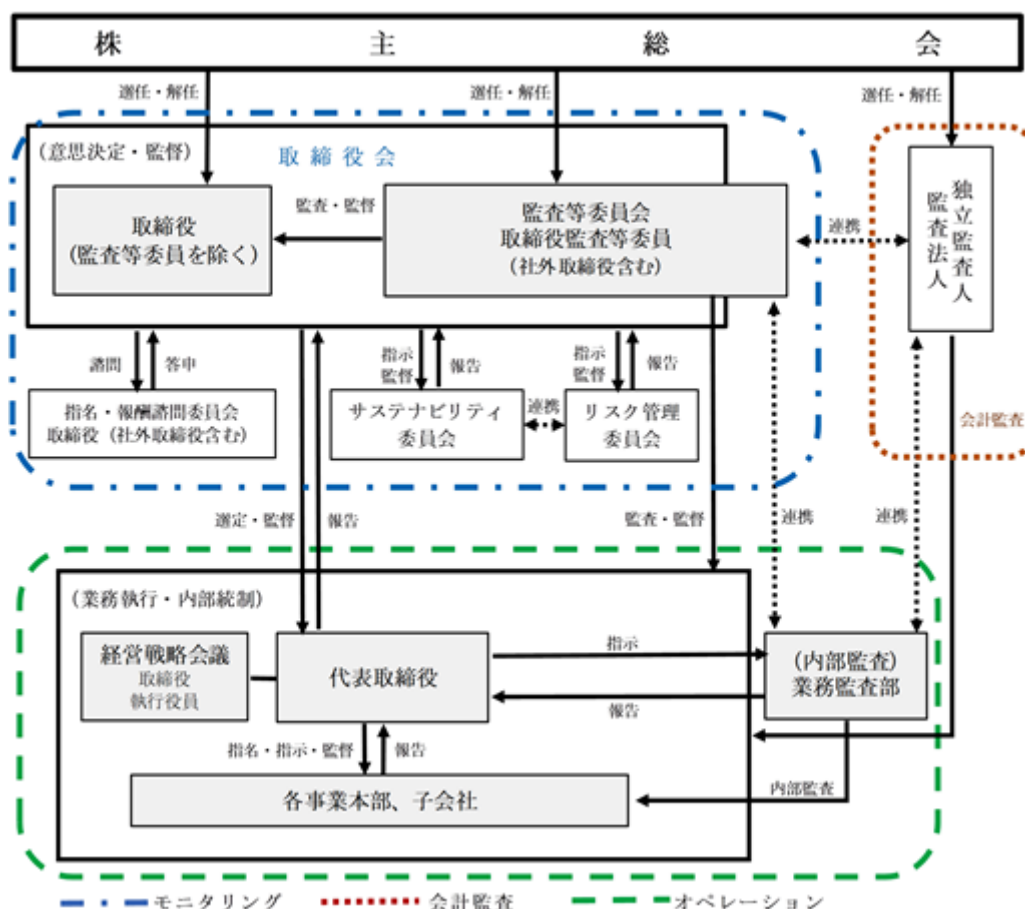 株主総会
選任・解任
選任・解任
選任・解任
(意思決定・監督)
取締役会
取締役
(監査等委員を除く)
監査・監督
監査等委員会
取締役監査等委員
(社外取締役含む)
連携
独立監査人
監査法人
諮問
答申
指示
監督
報告
指示
監督
報告
指名・報酬諮問委員会
取締役(社外取締役含む)
サステナビリティ
委員会
連携
リスク管理
委員会
会計監査
選定・監督
報告
監査・監督
連携
連携
(業務執行・内部統制)
経営戦略会議
取締役
執行役員
代表取締役
指示
報告
(内部監査)
業務監査部
指名・指示・監督
報告
各事業本部、子会社
内部監査
モニタリング
会計監査
オペレーション